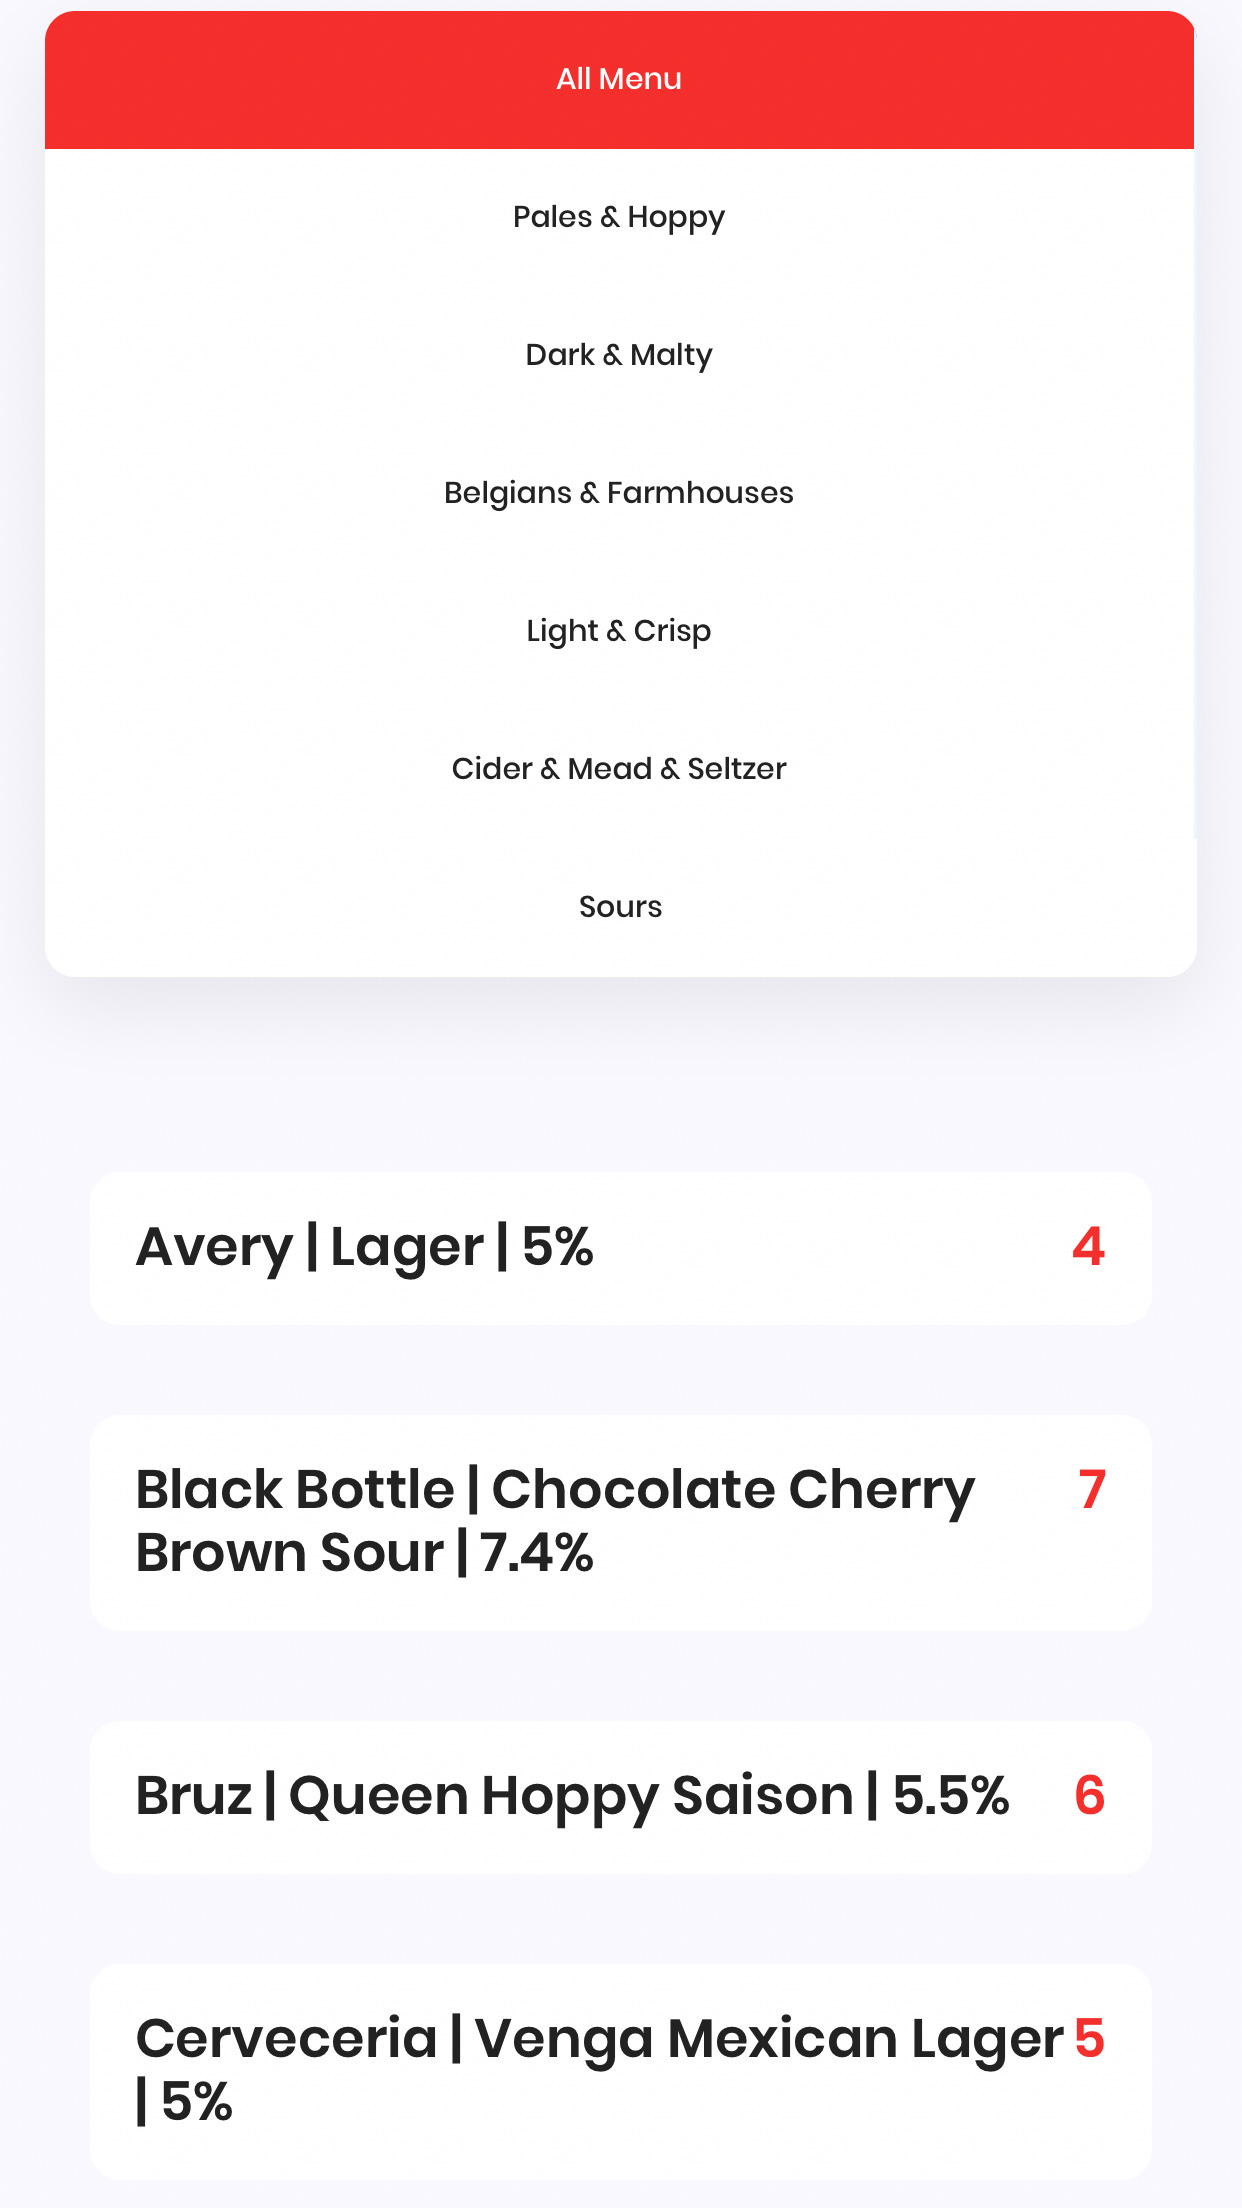 All Menu
Pales & Hoppy
Dark & Malty
Belgians & Farmhouses
Light & Crisp
Cider & Mead & Seltzer
Sours
Avery | Lager | 5% 4
Black Bottle | Chocolate Cherry 7
Brown Sour | 7.4%
Bruz | Queen Hoppy Saison | 5.5% 6
Cerveceria | Venga Mexican Lager 5
| 5%